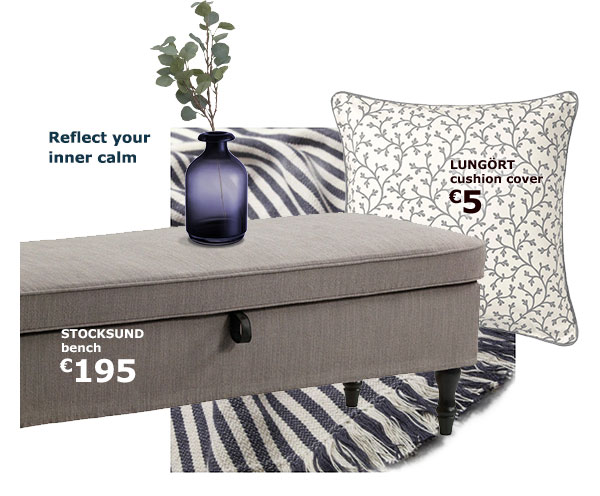 Reflect your
inner calm
LUNGÖRT
cushion cover
€5
STOCKSUND
bench
€195